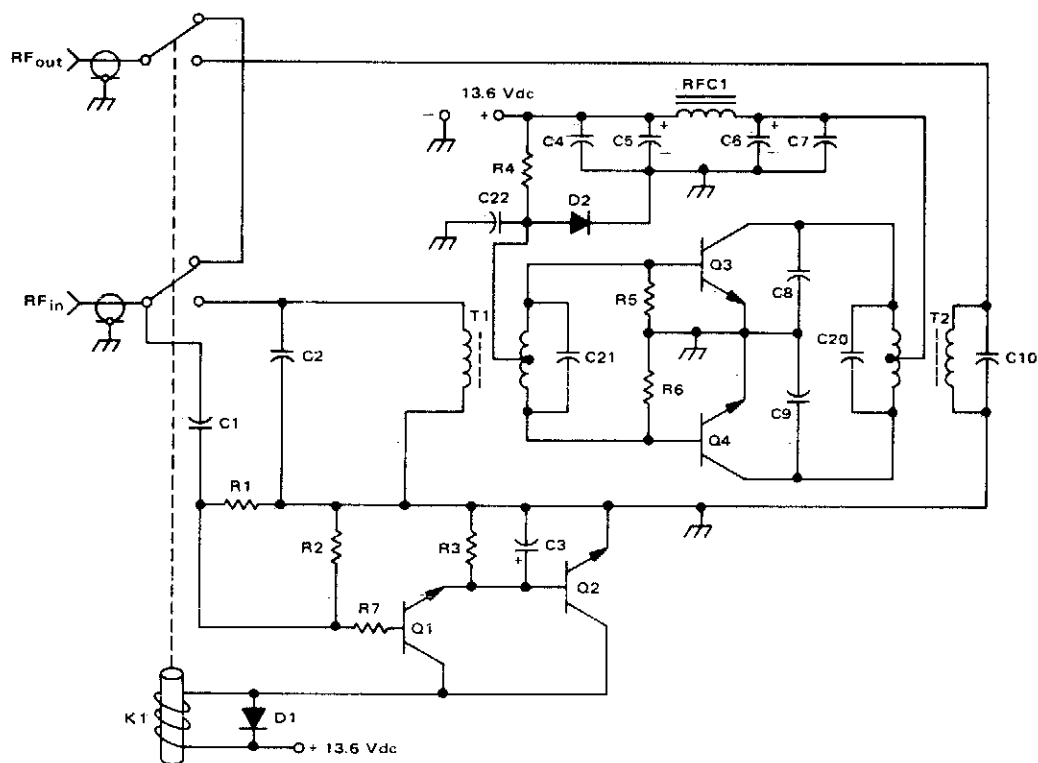 RFout
13.6 Vdc
RFC1
- +
C4 C5 C6 C7
+ - + -
R4
C22 D2
RFin
Q3
C8
R5
T1 T2
C2 C21 C20 C10
R6
C9
C1 Q4
R1
R2 R3 C3
+
Q2
R7
Q1
K1 D1
+ 13.6 Vdc